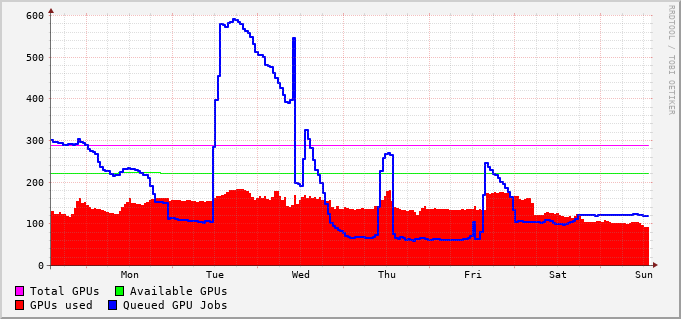 600
500
400
300
200
100
0
Mon Tue Wed Thu Fri Sat Sun
Total GPUs Available GPUs
GPUs used Queued GPU Jobs
RRDTOOL / TOBI OETIKER